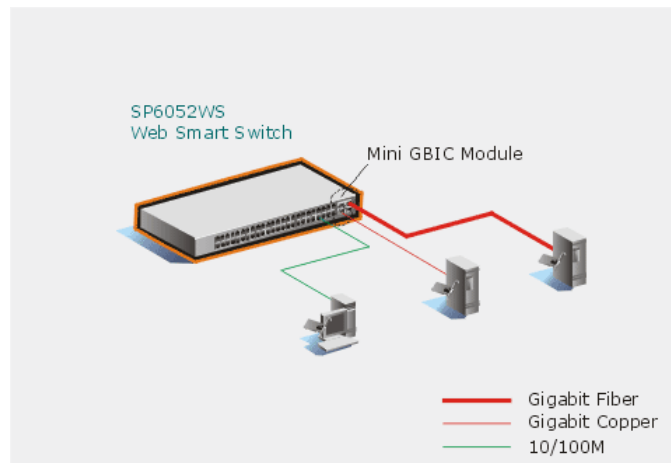 SP6052WS
Web Smart Switch
Mini GBIC Module
Gigabit Fiber
Gigabit Copper
10/100M